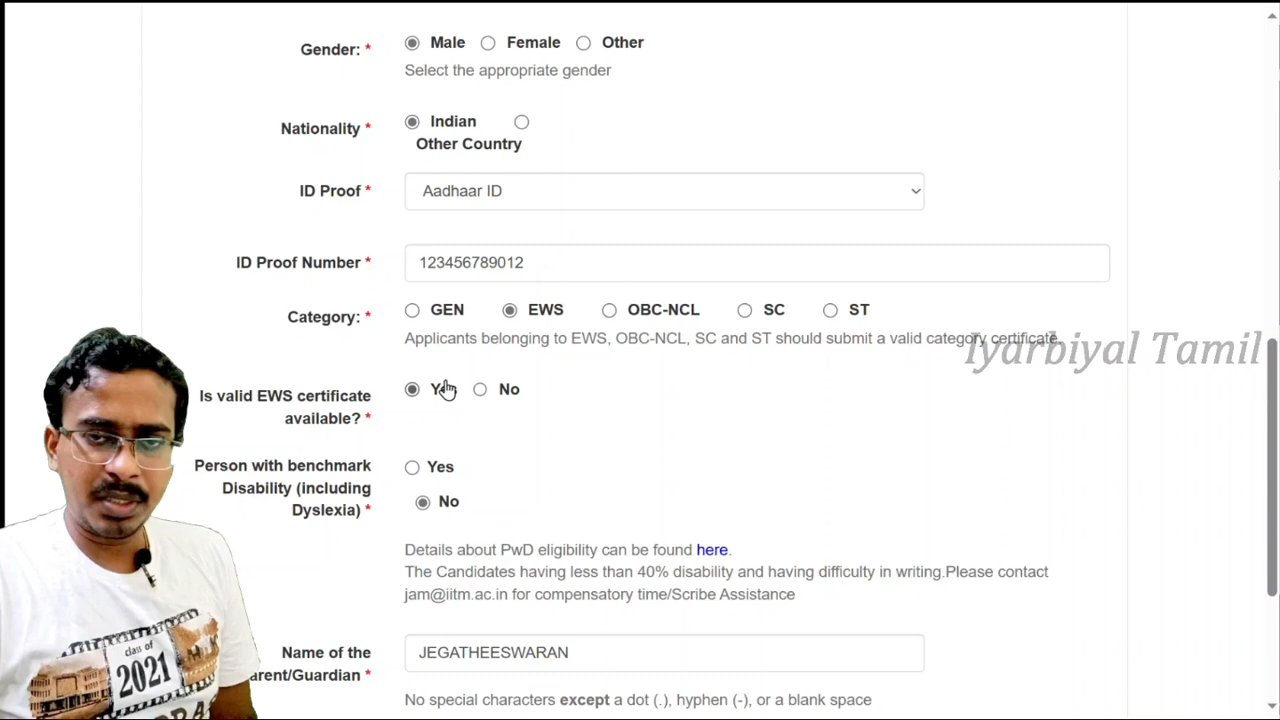 Gender: * Male Female Other
Select the appropriate gender
Nationality * Indian
Other Country
ID Proof * Aadhaar ID
ID Proof Number * 123456789012
Category: * GEN EWS OBC-NCL SC ST
Applicants belonging to EWS, OBC-NCL, SC and ST should submit a valid category certificate.
Iyarbiyal Tamil
Is valid EWS certificate
available? *
No
Person with benchmark
Disability (including
Dyslexia) *
Yes
No
Details about PwD eligibility can be found here.
The Candidates having less than 40% disability and having difficulty in writing.Please contact
jam@iitm.ac.in for compensatory time/Scribe Assistance
Name of the
arent/Guardian *
JEGATHEESWARAN
No special characters except a dot (.), hyphen (-), or a blank space
class of
2021